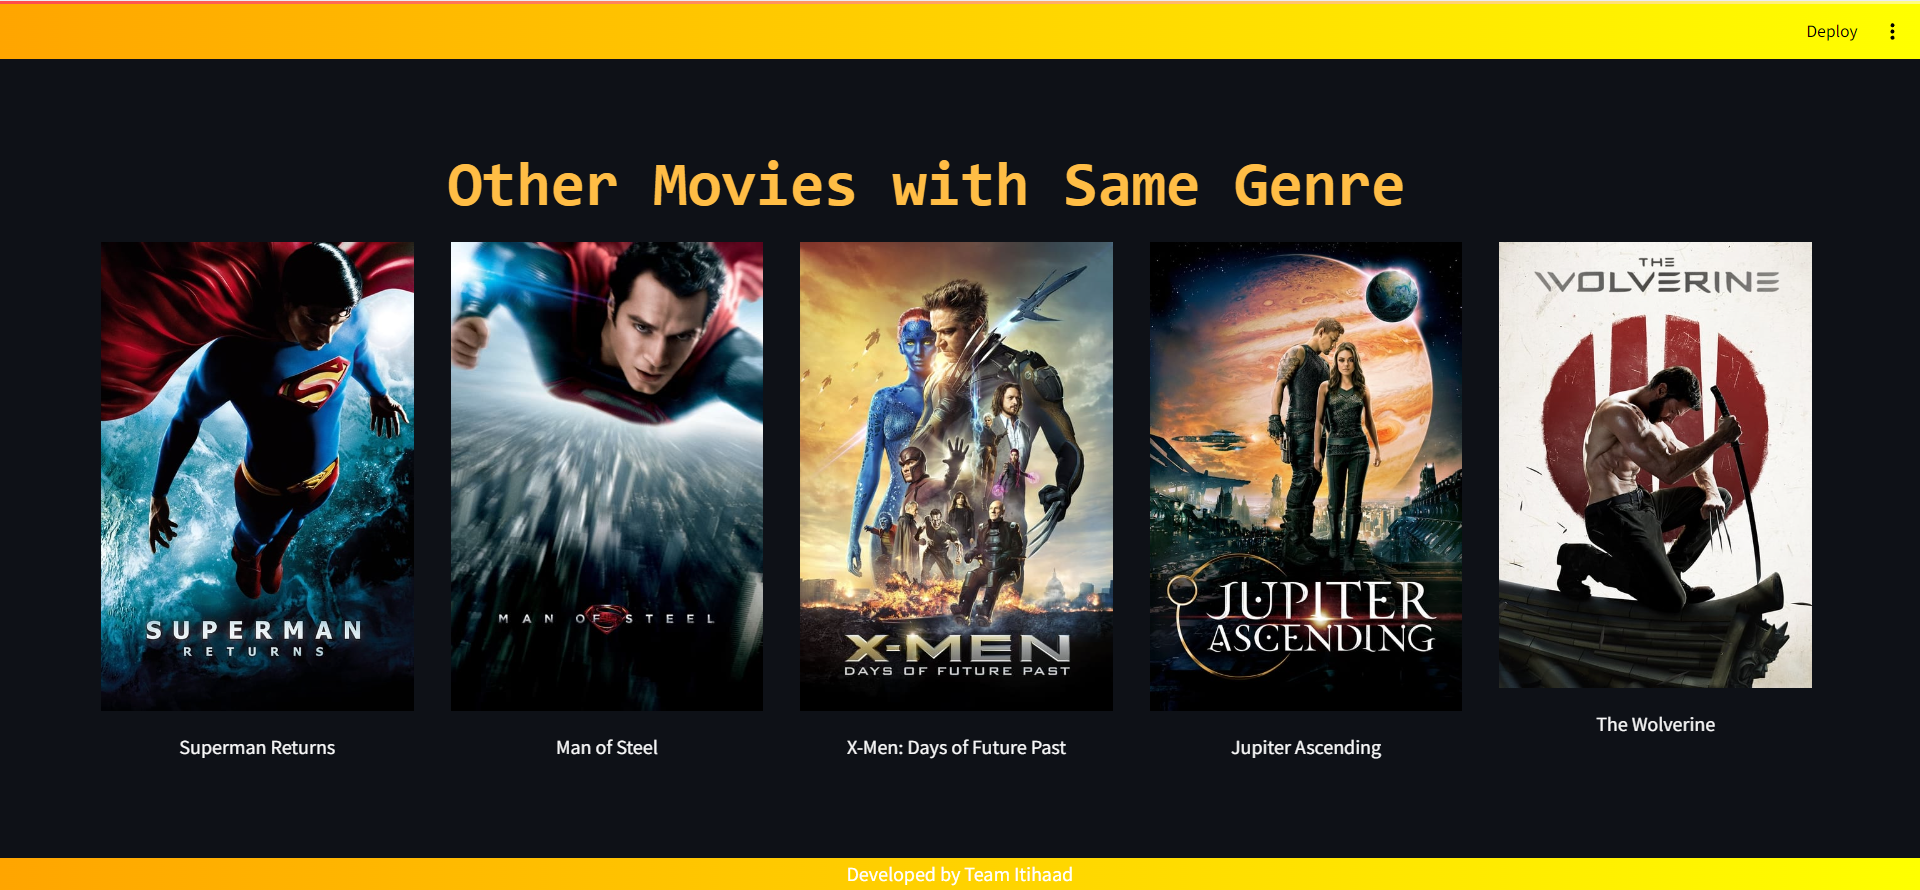 Deploy
Other Movies with Same Genre
SUPERMAN
RETURNS
MAN OF STEEL
X-MEN
DAYS OF FUTURE PAST
JUPITER
ASCENDING
THE
WOLVERINE
Superman Returns
Man of Steel
X-Men: Days of Future Past
Jupiter Ascending
The Wolverine
Developed by Team Itihaad